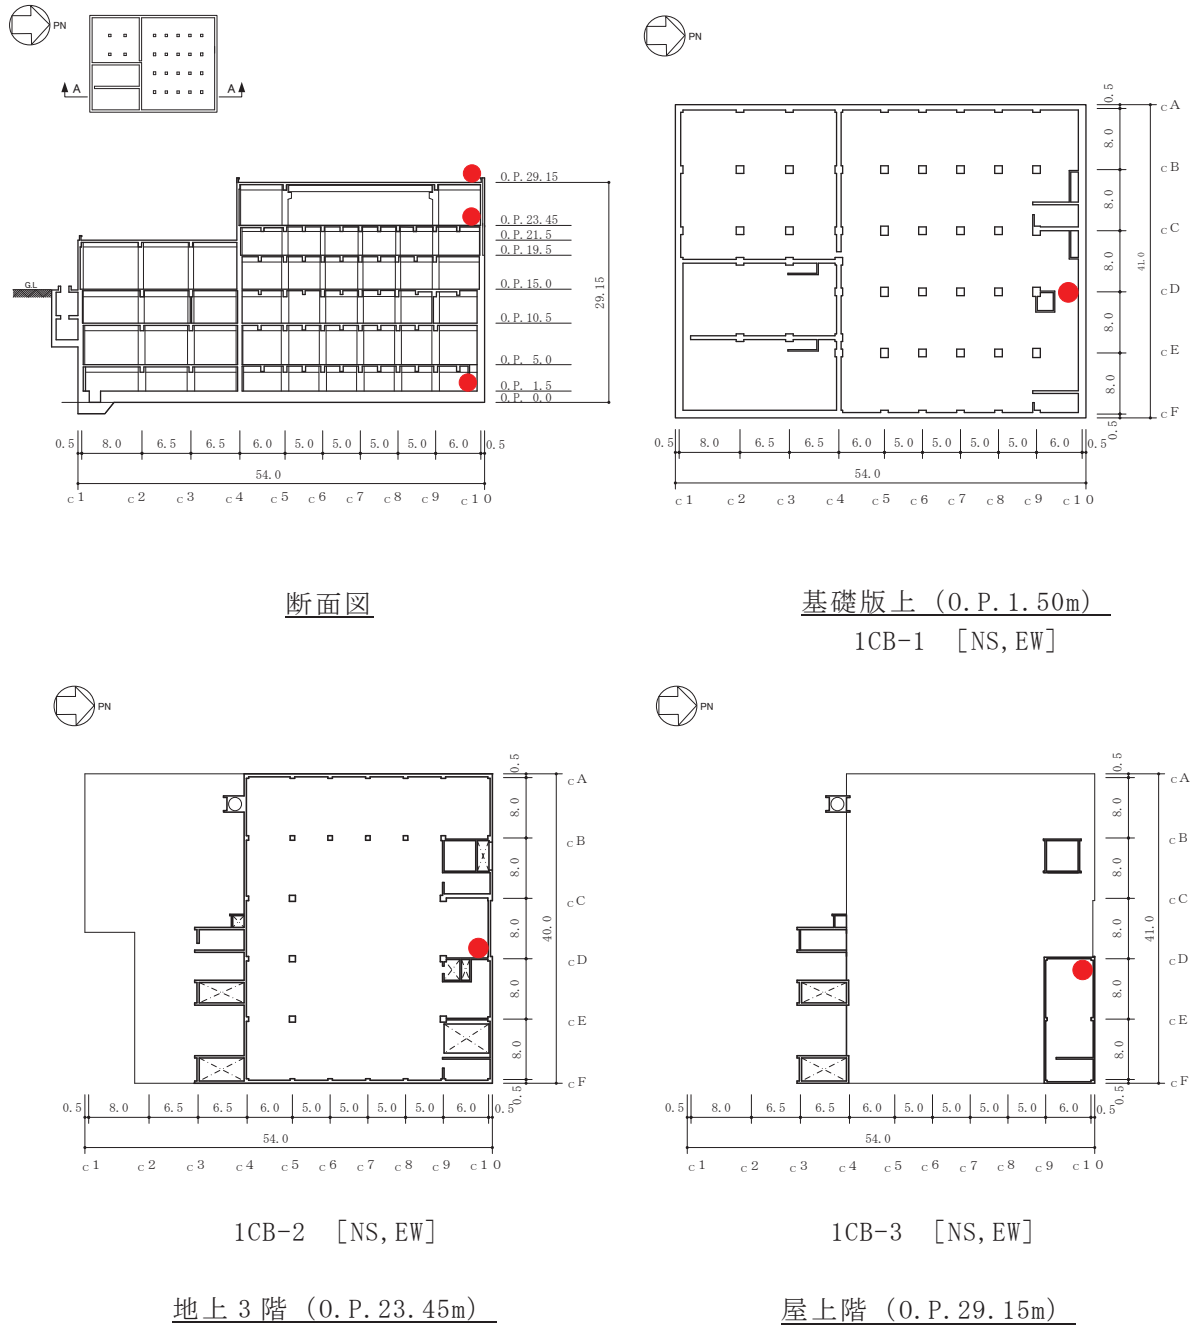 PN
A A
O.P.29.15
O.P.23.45
O.P.21.5
O.P.19.5
G.L
O.P.15.0
O.P.10.5
O.P. 5.0
O.P. 1.5
O.P. 0.0
29.15
0.5 8.0 6.5 6.5 6.0 5.0 5.0 5.0 5.0 6.0 0.5
54.0
c1 c2 c3 c4 c5 c6 c7 c8 c9 c10
断面図
PN
0.5
cA
8.0
cB
8.0
cC
8.0
41.0
cD
8.0
cE
8.0
cF
0.5
0.5 8.0 6.5 6.5 6.0 5.0 5.0 5.0 5.0 6.0 0.5
54.0
c1 c2 c3 c4 c5 c6 c7 c8 c9 c10
基礎版上 (O.P.1.50m)
1CB-1 [NS,EW]
PN
0.5
cA
8.0
cB
8.0
cC
8.0
40.0
cD
8.0
cE
8.0
cF
0.5
0.5 8.0 6.5 6.5 6.0 5.0 5.0 5.0 5.0 6.0 0.5
54.0
c1 c2 c3 c4 c5 c6 c7 c8 c9 c10
1CB-2 [NS,EW]
地上3階 (O.P.23.45m)
PN
0.5
cA
8.0
cB
8.0
cC
8.0
41.0
cD
8.0
cE
8.0
cF
0.5
0.5 8.0 6.5 6.5 6.0 5.0 5.0 5.0 5.0 6.0 0.5
54.0
c1 c2 c3 c4 c5 c6 c7 c8 c9 c10
1CB-3 [NS,EW]
屋上階 (O.P.29.15m)